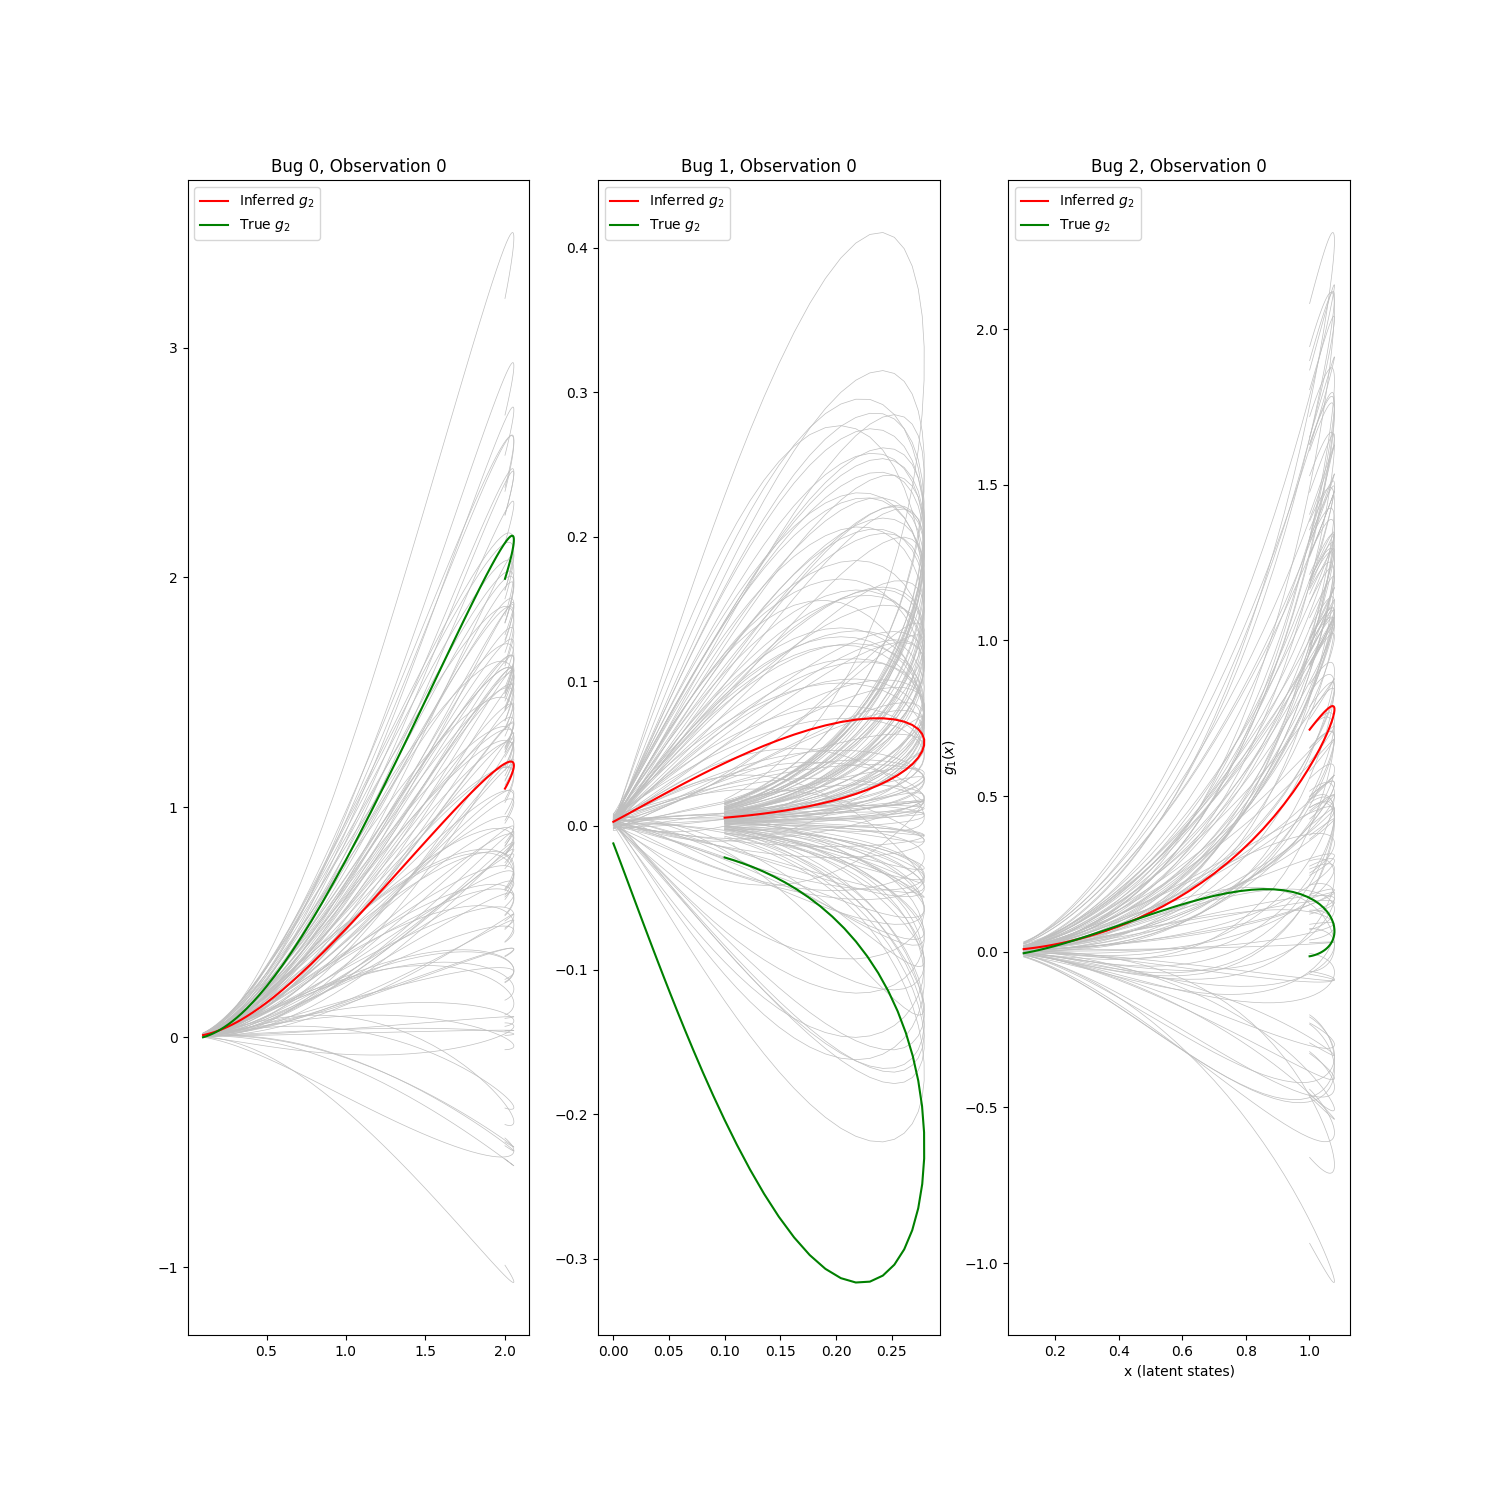 Bug 0, Observation 0
Inferred g₂
True g₂
3
2
1
0
−1
0.5 1.0 1.5 2.0
Bug 1, Observation 0
Inferred g₂
True g₂
0.4
0.3
0.2
0.1
0.0
−0.1
−0.2
−0.3
0.00 0.05 0.10 0.15 0.20 0.25
Bug 2, Observation 0
Inferred g₂
True g₂
g₁(x)
2.0
1.5
1.0
0.5
0.0
−0.5
−1.0
0.2 0.4 0.6 0.8 1.0
x (latent states)